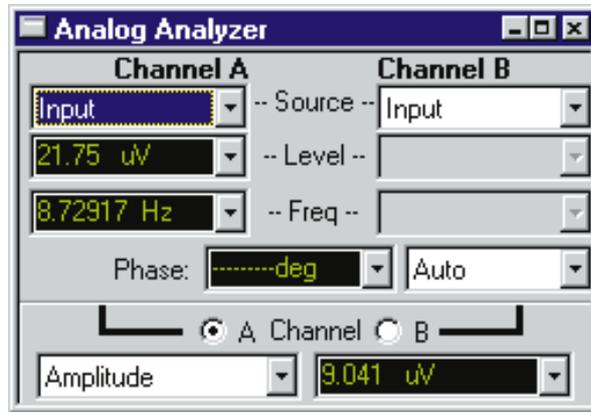 Analog Analyzer
Channel A Channel B
Input -- Source -- Input
21.75 uV -- Level --
8.72917 Hz -- Freq --
Phase: ---------deg Auto
A Channel B
Amplitude 9.041 uV